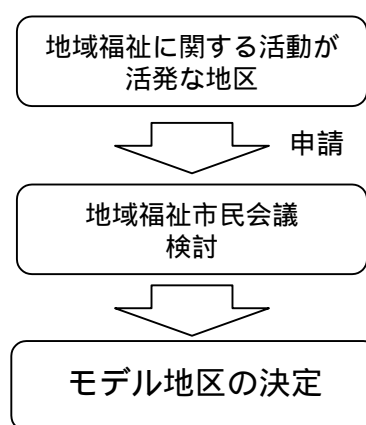 地域福祉に関する活動が
活発な地区
申請
地域福祉市民会議
検討
モデル地区の決定